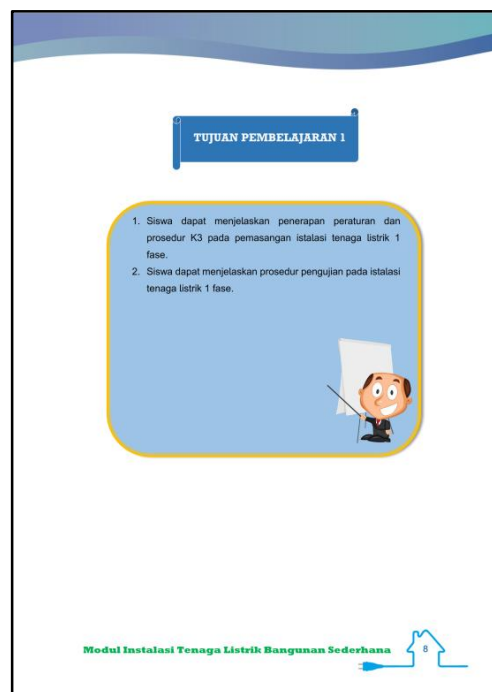 TUJUAN PEMBELAJARAN 1
1. Siswa dapat menjelaskan penerapan peraturan dan
prosedur K3 pada pemasangan istalasi tenaga listrik 1
fase.
2. Siswa dapat menjelaskan prosedur pengujian pada istalasi
tenaga listrik 1 fase.
Modul Instalasi Tenaga Listrik Bangunan Sederhana
8